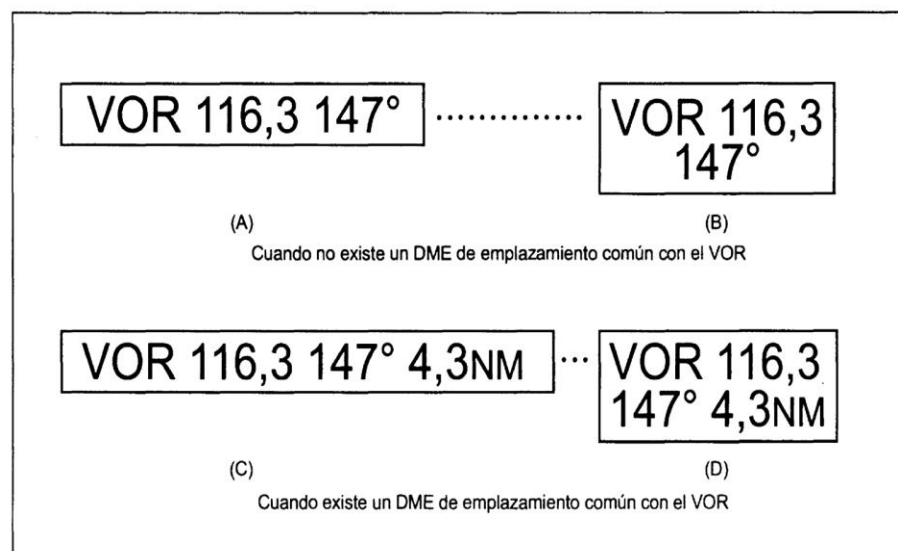 VOR 116,3 147°
VOR 116,3
147°
(A)
(B)
Cuando no existe un DME de emplazamiento común con el VOR
VOR 116,3 147° 4,3NM
VOR 116,3
147° 4,3NM
(C)
(D)
Cuando existe un DME de emplazamiento común con el VOR